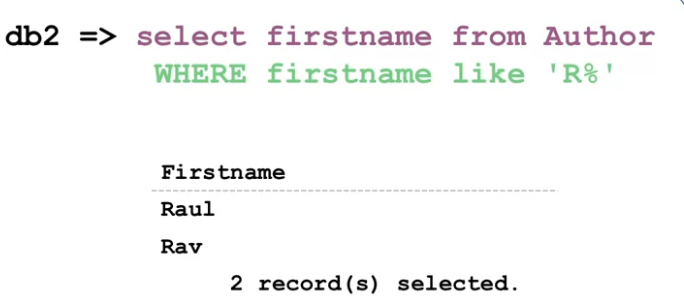 db2 => select firstname from Author
WHERE firstname like 'R%'
Firstname
Raul
Rav
2 record(s) selected.